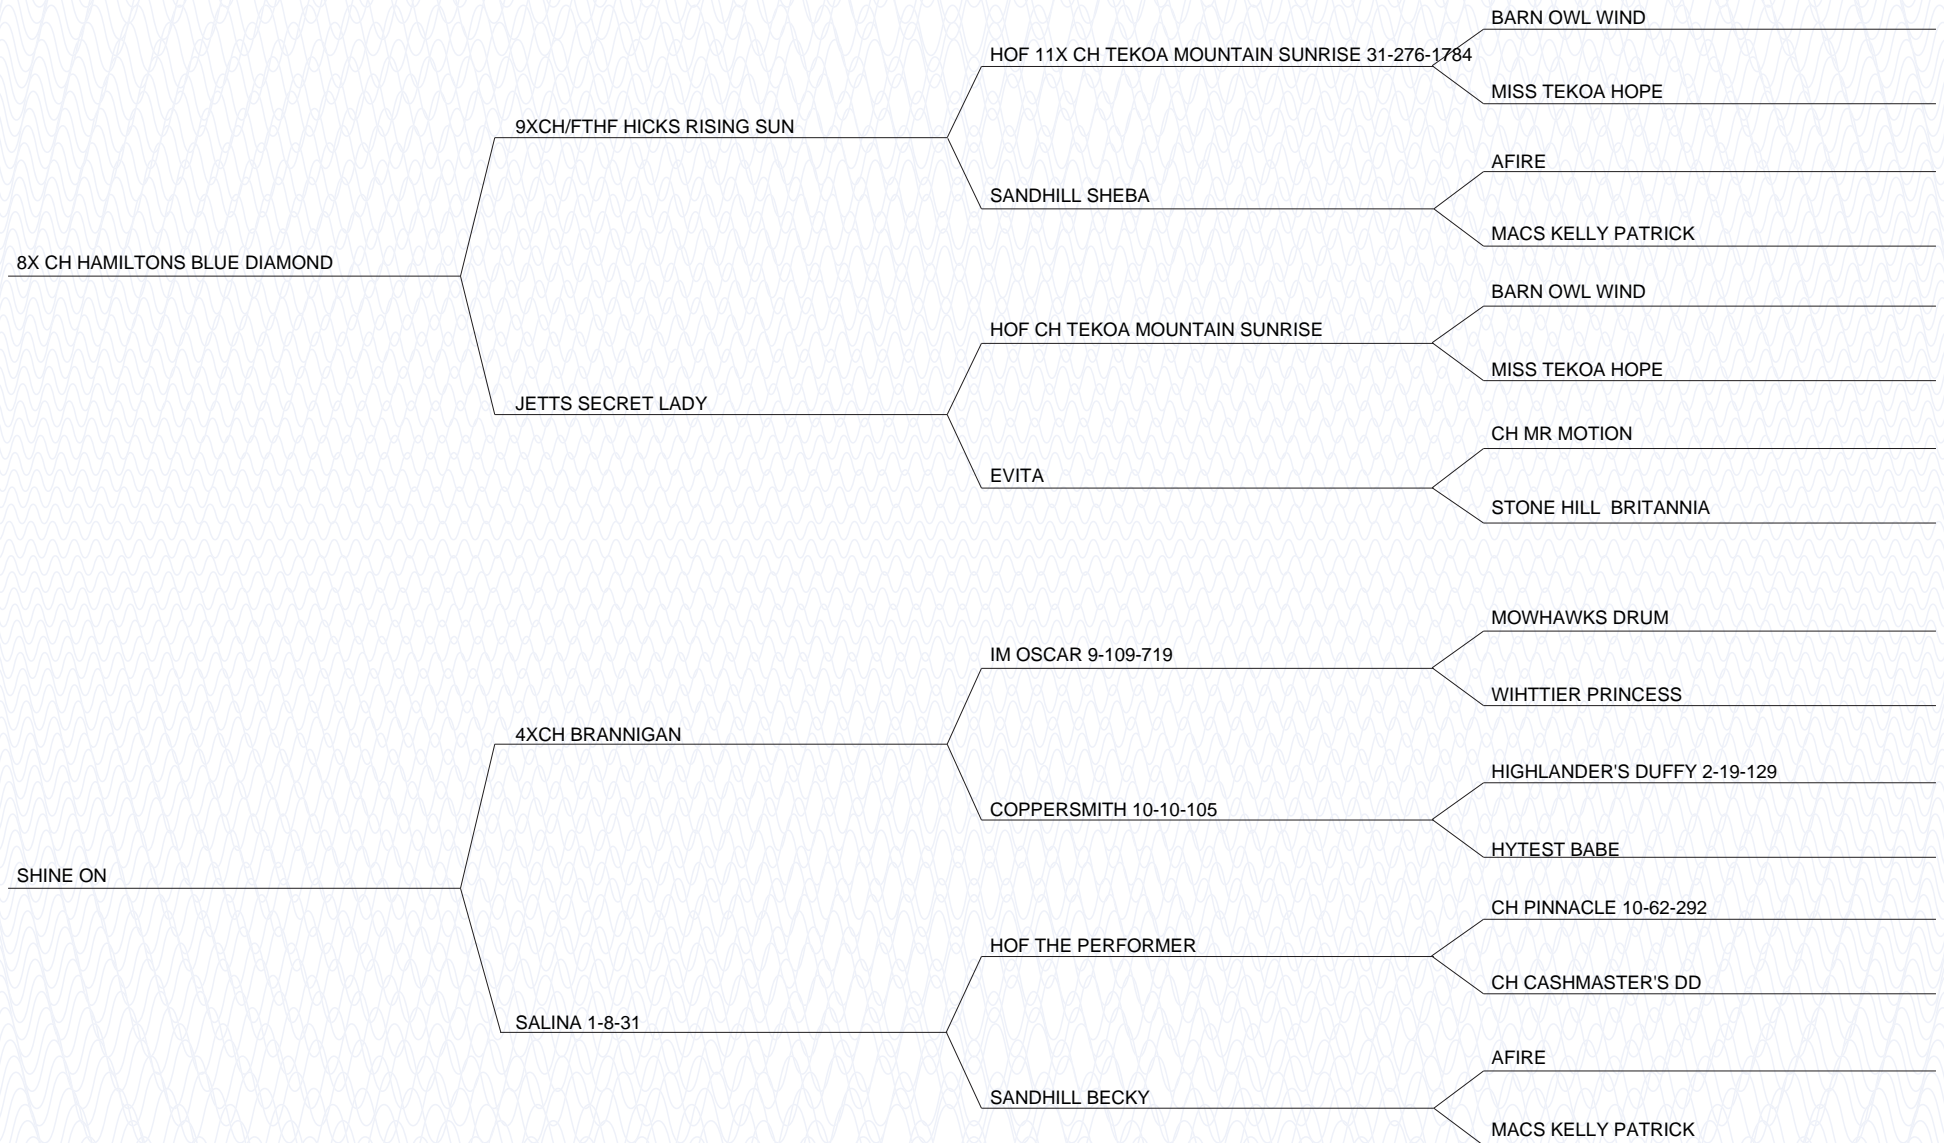 BARN OWL WIND
HOF 11X CH TEKOA MOUNTAIN SUNRISE 31-276-1784
MISS TEKOA HOPE
9XCH/FTHF HICKS RISING SUN
AFIRE
SANDHILL SHEBA
MACS KELLY PATRICK
8X CH HAMILTONS BLUE DIAMOND
BARN OWL WIND
HOF CH TEKOA MOUNTAIN SUNRISE
MISS TEKOA HOPE
JETTS SECRET LADY
CH MR MOTION
EVITA
STONE HILL  BRITANNIA
MOWHAWKS DRUM
IM OSCAR 9-109-719
WIHTTIER PRINCESS
4XCH BRANNIGAN
HIGHLANDER'S DUFFY 2-19-129
COPPERSMITH 10-10-105
HYTEST BABE
SHINE ON
CH PINNACLE 10-62-292
HOF THE PERFORMER
CH CASHMASTER'S DD
SALINA 1-8-31
AFIRE
SANDHILL BECKY
MACS KELLY PATRICK